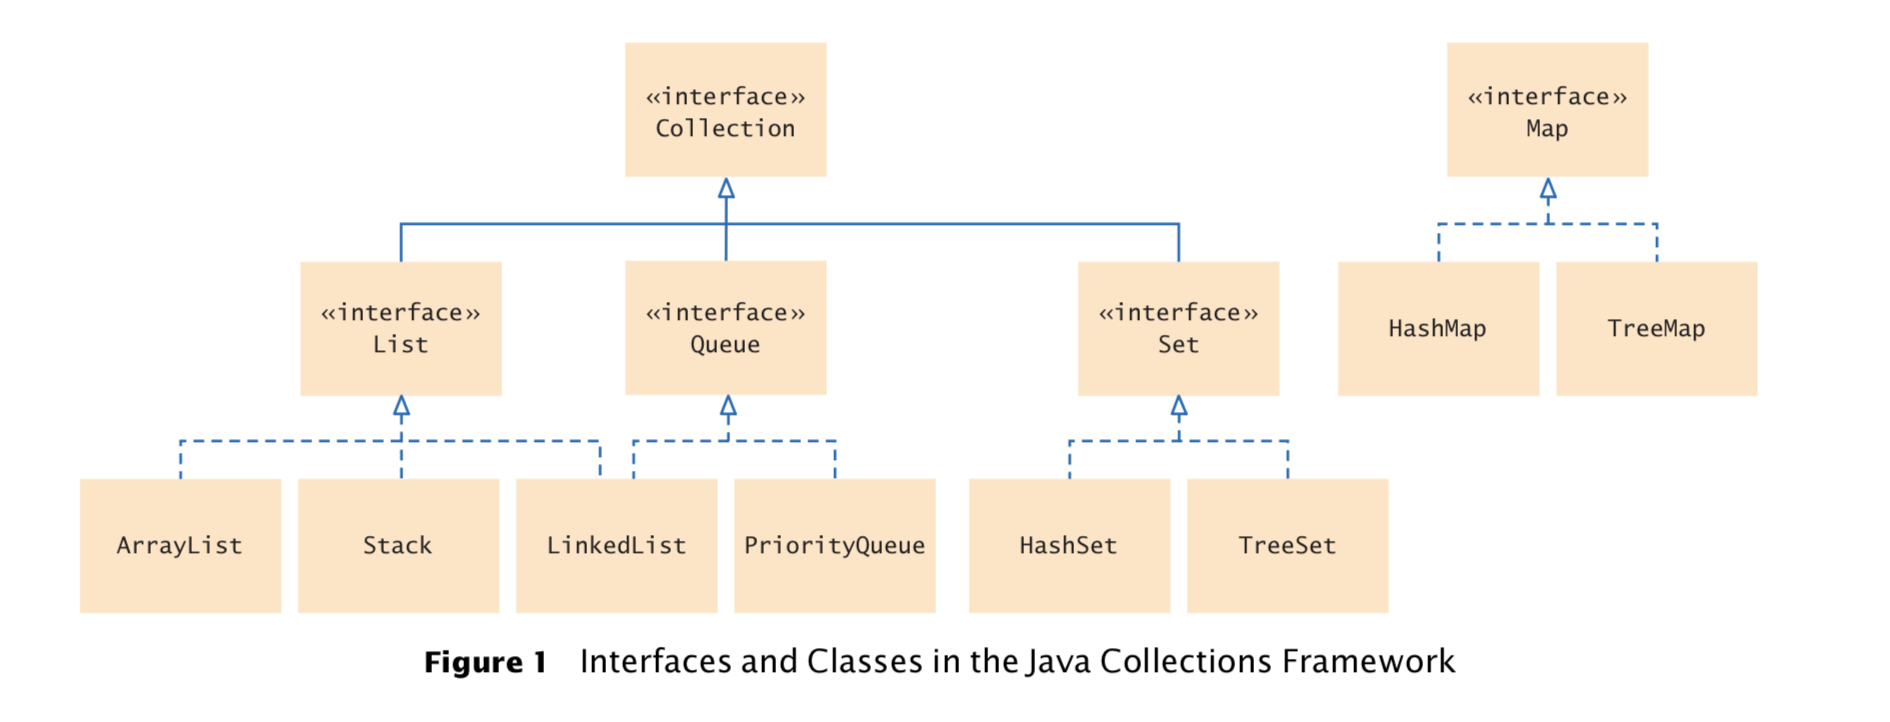 «interface»
Collection
«interface»
Map
«interface»
List
«interface»
Queue
«interface»
Set
HashMap
TreeMap
ArrayList
Stack
LinkedList
PriorityQueue
HashSet
TreeSet
Figure 1 Interfaces and Classes in the Java Collections Framework